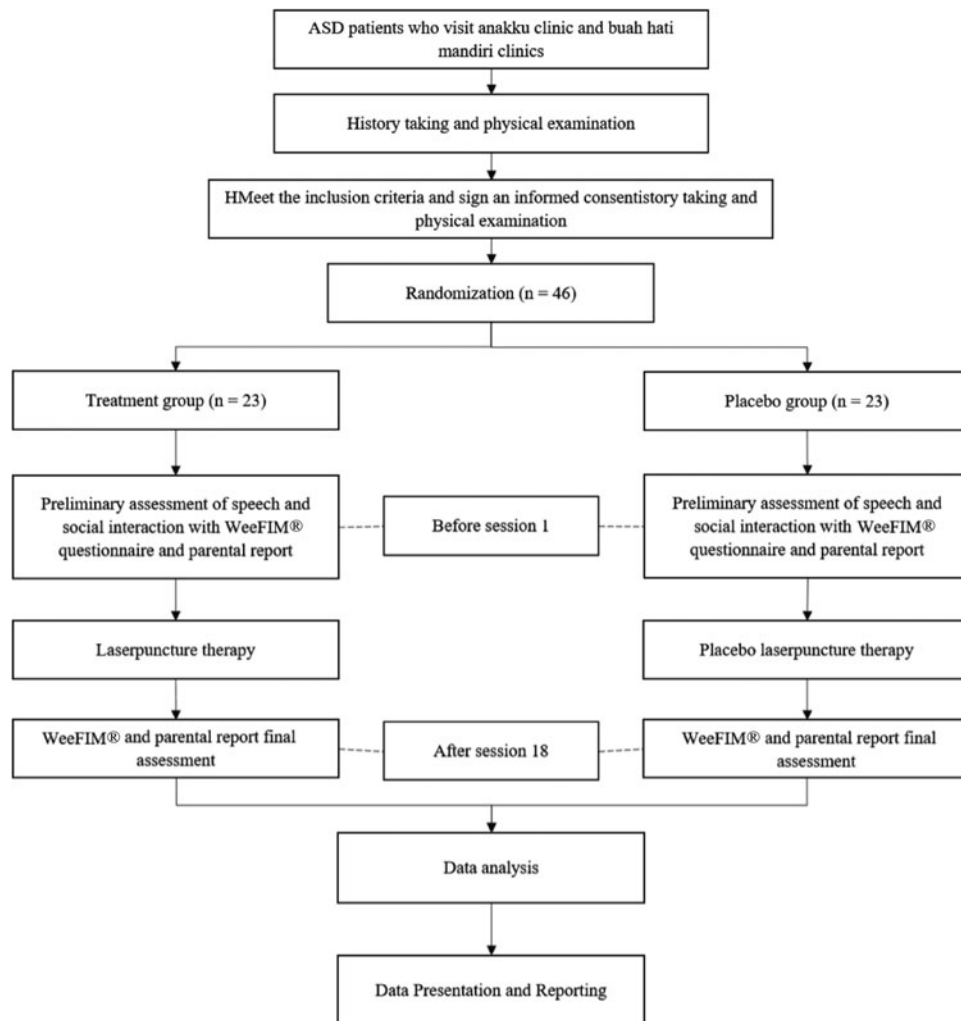 ASD patients who visit anakku clinic and buah hati
mandiri clinics
History taking and physical examination
HMeet the inclusion criteria and sign an informed consentistory taking and
physical examination
Randomization (n = 46)
Treatment group (n = 23)
Placebo group (n = 23)
Preliminary assessment of speech and
social interaction with WeeFIM®
questionnaire and parental report
Before session 1
Preliminary assessment of speech and
social interaction with WeeFIM®
questionnaire and parental report
Laserpuncture therapy
Placebo laserpuncture therapy
WeeFIM® and parental report final
assessment
After session 18
WeeFIM® and parental report final
assessment
Data analysis
Data Presentation and Reporting